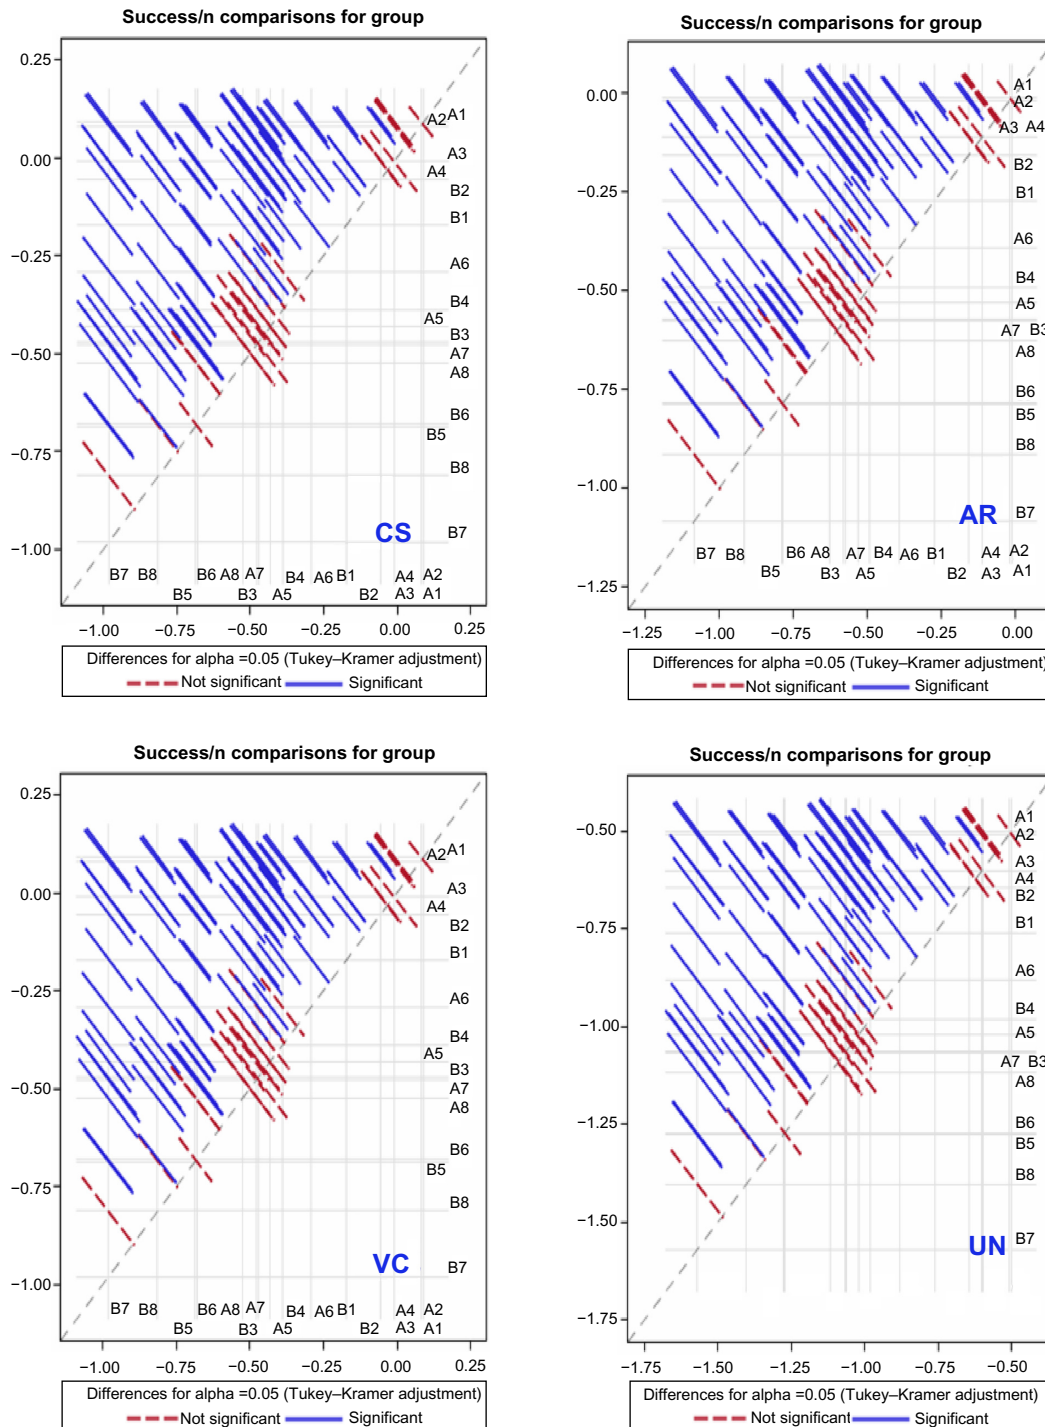 Success/n comparisons for group
0.25
0.00
−0.25
−0.50
−0.75
−1.00
A2 A1
A3
A4
B2
B1
A6
B4
A5
B3
A7
A8
B6
B5
B8
B7
CS
B7 B8 B6 A8 A7 B4 A6 B1 A4 A2
B5 B3 A5 B2 A3 A1
−1.00 −0.75 −0.50 −0.25 0.00 0.25
Differences for alpha =0.05 (Tukey–Kramer adjustment)
Not significant Significant
Success/n comparisons for group
0.00
−0.25
−0.50
−0.75
−1.00
−1.25
A1
A2
A3 A4
B2
B1
A6
B4
A5
A7 B3
A8
B6
B5
B8
B7
AR
B7 B8 B6 A8 A7 B4 A6 B1 A4 A2
B5 B3 A5 B2 A3 A1
−1.25 −1.00 −0.75 −0.50 −0.25 0.00
Differences for alpha =0.05 (Tukey–Kramer adjustment)
Not significant Significant
Success/n comparisons for group
0.25
0.00
−0.25
−0.50
−0.75
−1.00
A2 A1
A3
A4
B2
B1
A6
B4
A5
B3
A7
A8
B6
B5
B8
B7
VC
B7 B8 B6 A8 A7 B4 A6 B1 A4 A2
B5 B3 A5 B2 A3 A1
−1.00 −0.75 −0.50 −0.25 0.00 0.25
Differences for alpha =0.05 (Tukey–Kramer adjustment)
Not significant Significant
Success/n comparisons for group
−0.50
−0.75
−1.00
−1.25
−1.50
−1.75
A1
A2
A3
A4
B2
B1
A6
B4
A5
A7 B3
A8
B6
B5
B8
B7
UN
−1.75 −1.50 −1.25 −1.00 −0.75 −0.50
Differences for alpha =0.05 (Tukey–Kramer adjustment)
Not significant Significant